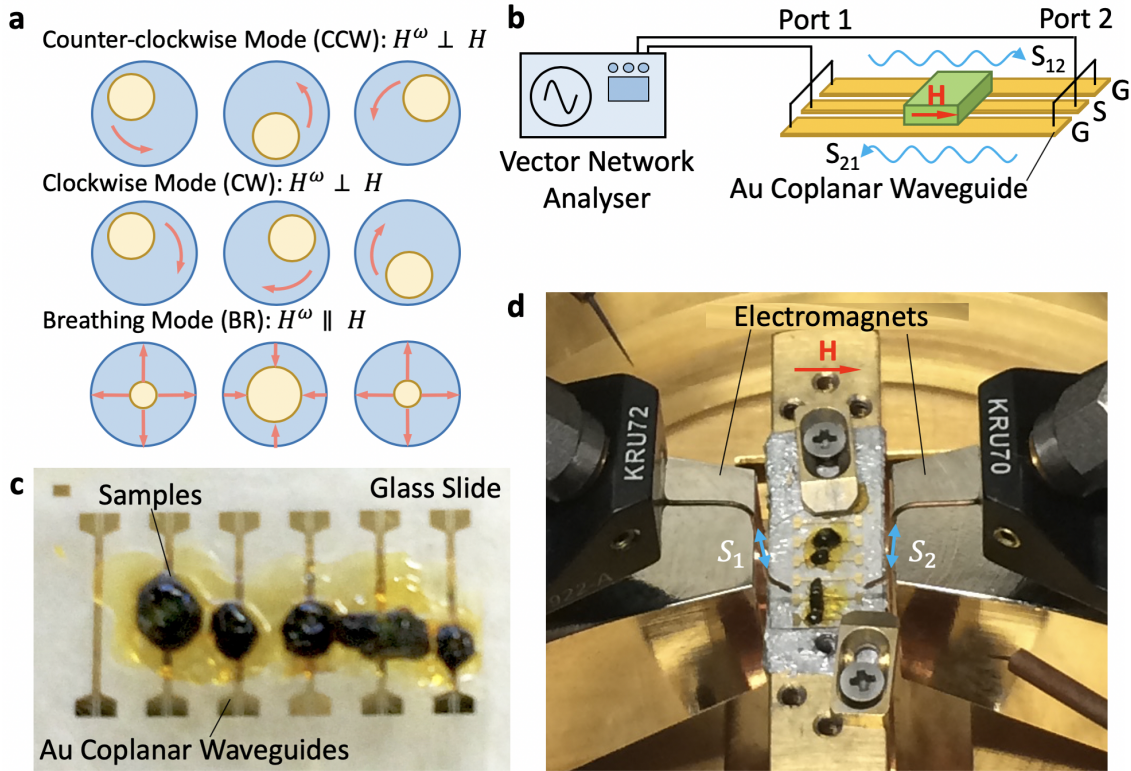 a
Counter-clockwise Mode (CCW): H^ω ⊥ H
Clockwise Mode (CW): H^ω ⊥ H
Breathing Mode (BR): H^ω ∥ H
b
Port 1
Port 2
S₁₂
H
G
S
G
S₂₁
Vector Network
Analyser
Au Coplanar Waveguide
c
Samples
Glass Slide
Au Coplanar Waveguides
d
Electromagnets
H
KRU72
KRU70
S₁
S₂